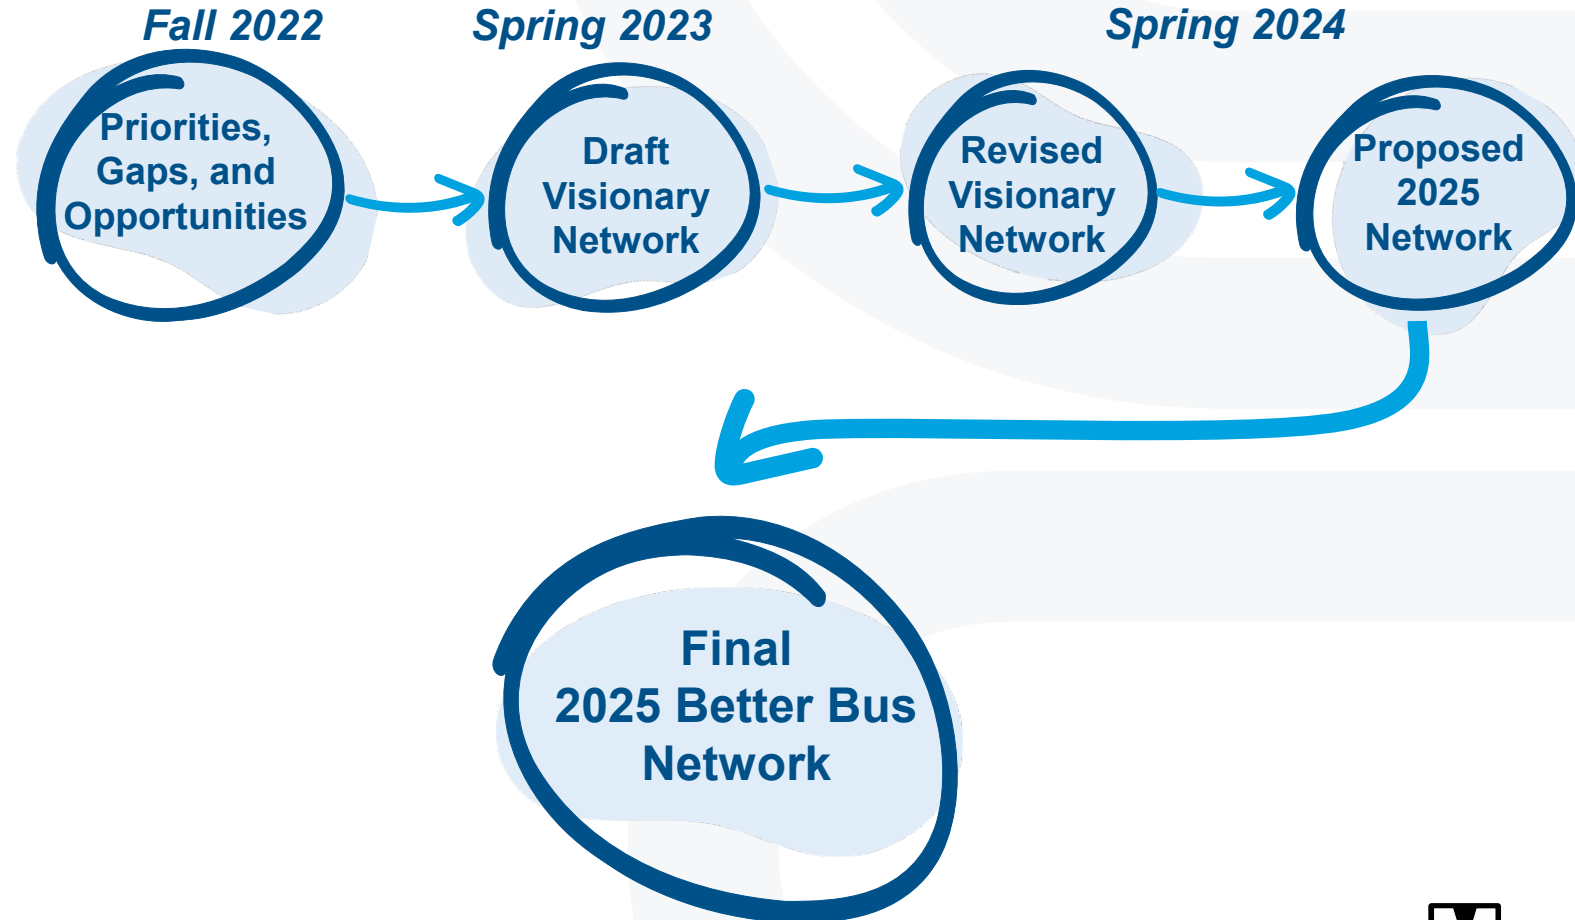 Fall 2022
Spring 2023
Spring 2024
Priorities,
Gaps, and
Opportunities
Draft
Visionary
Network
Revised
Visionary
Network
Proposed
2025
Network
Final
2025 Better Bus
Network